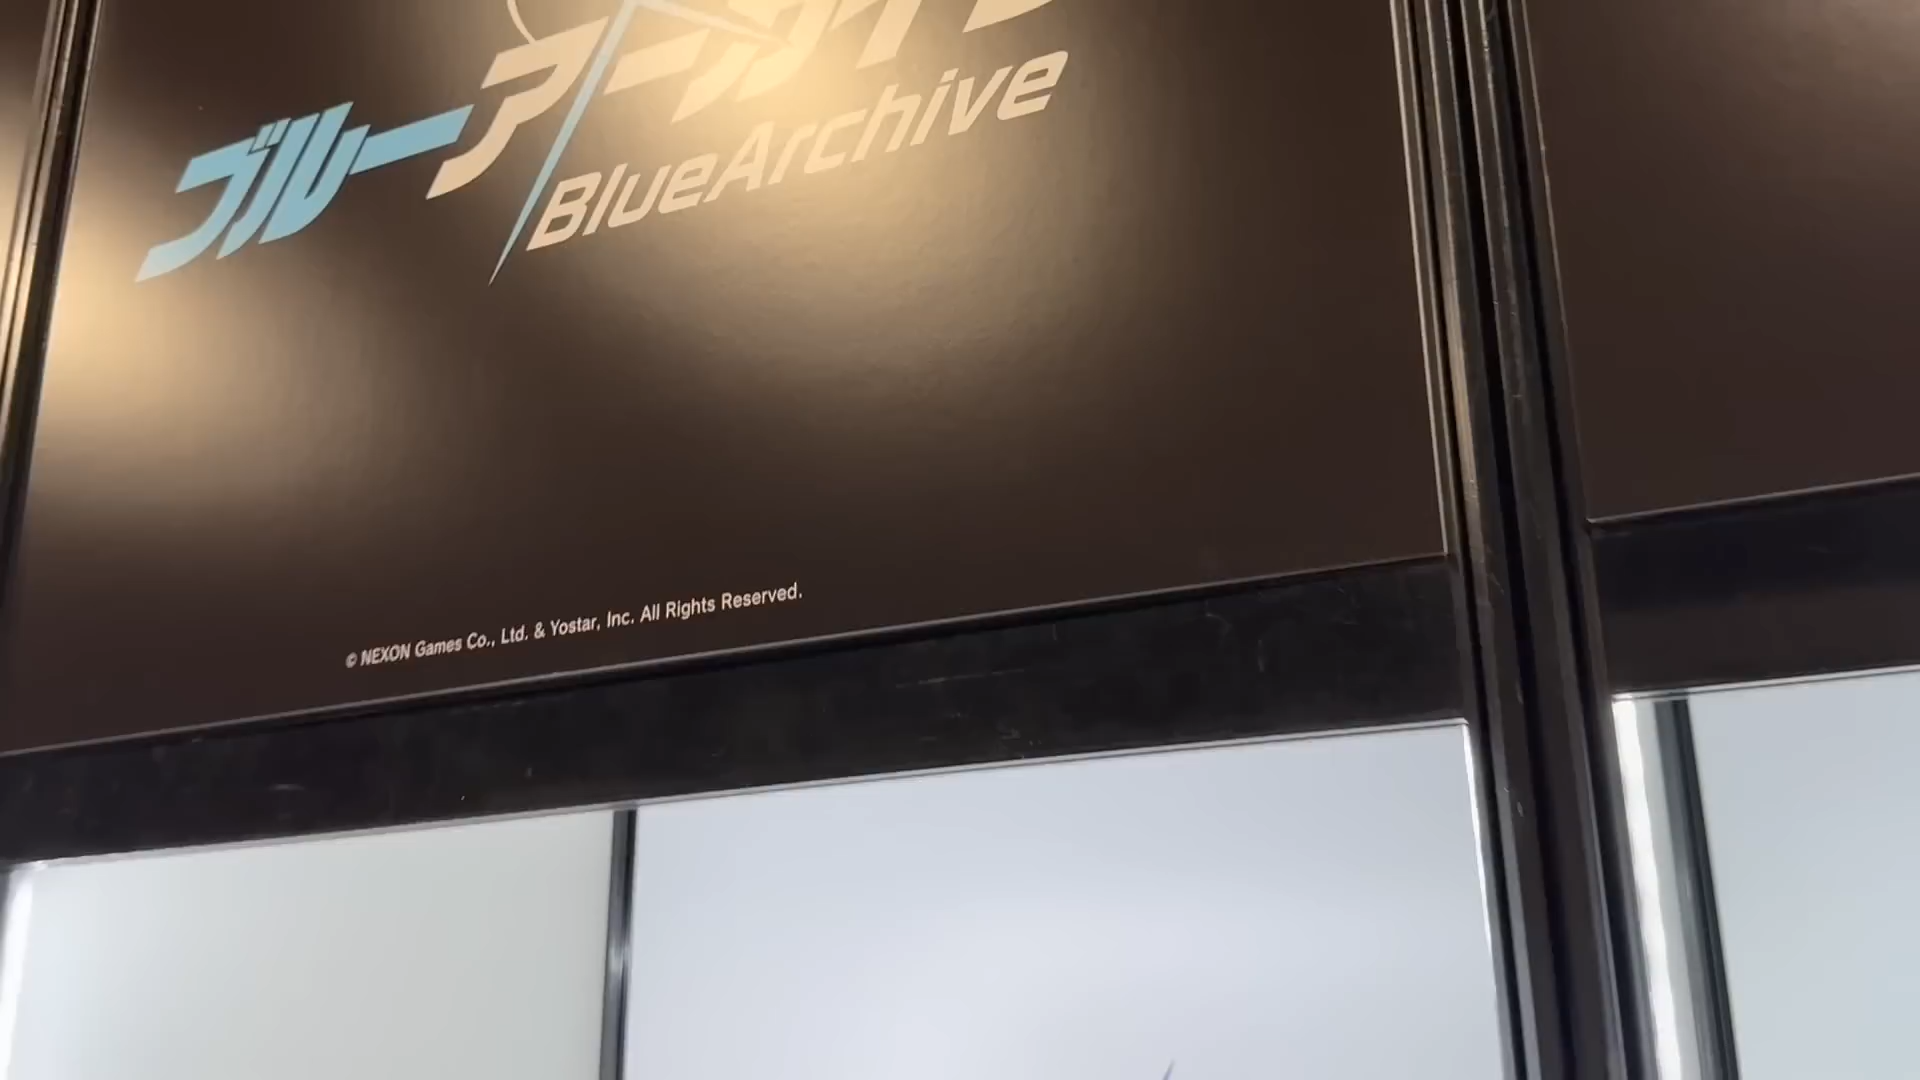 ブルーアーカイブ
BlueArchive
© NEXON Games Co., Ltd. & Yostar, Inc. All Rights Reserved.